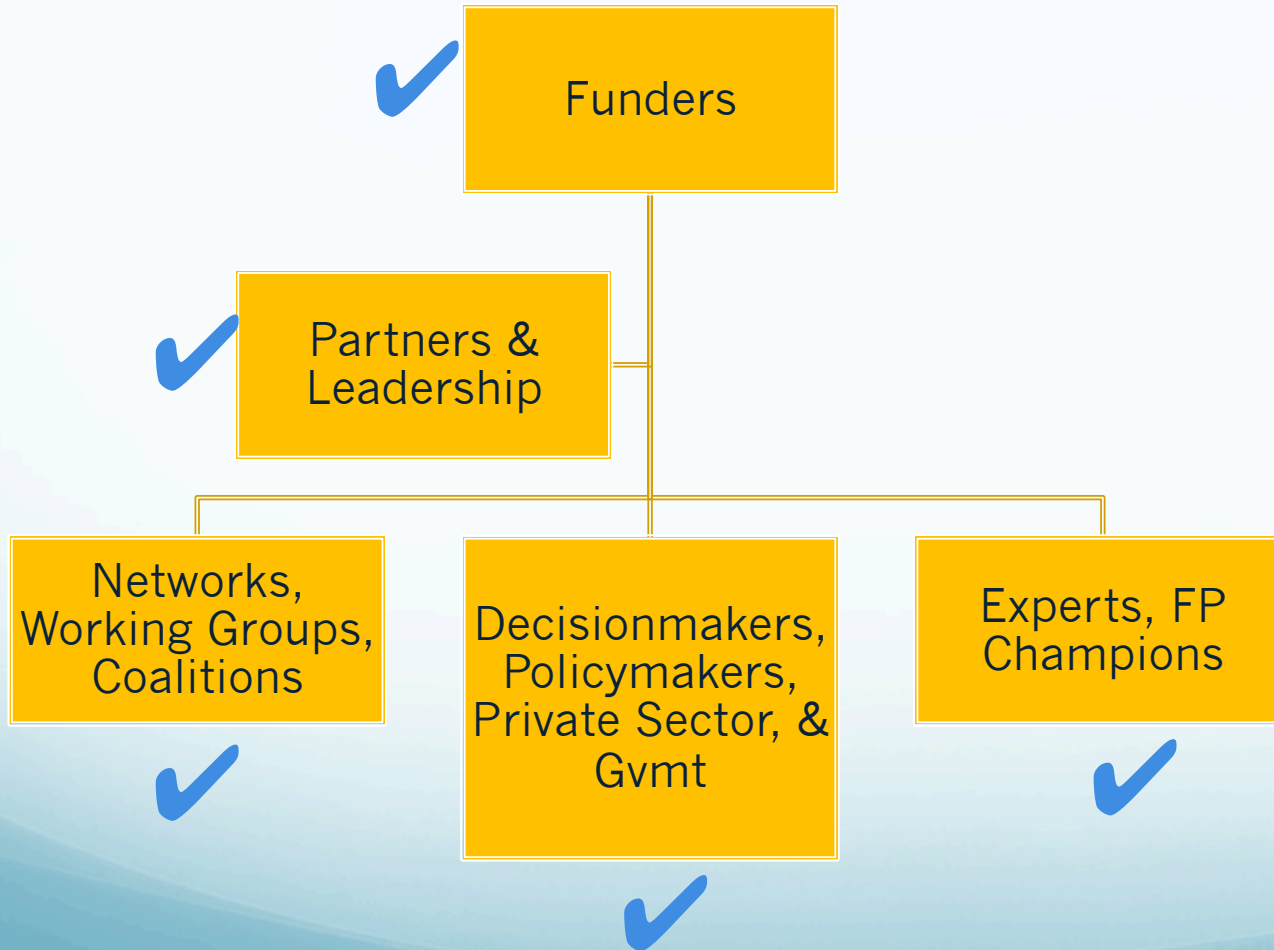 Funders
Partners &
Leadership
Networks,
Working Groups,
Coalitions
Decisionmakers,
Policymakers,
Private Sector, &
Gvmt
Experts, FP
Champions